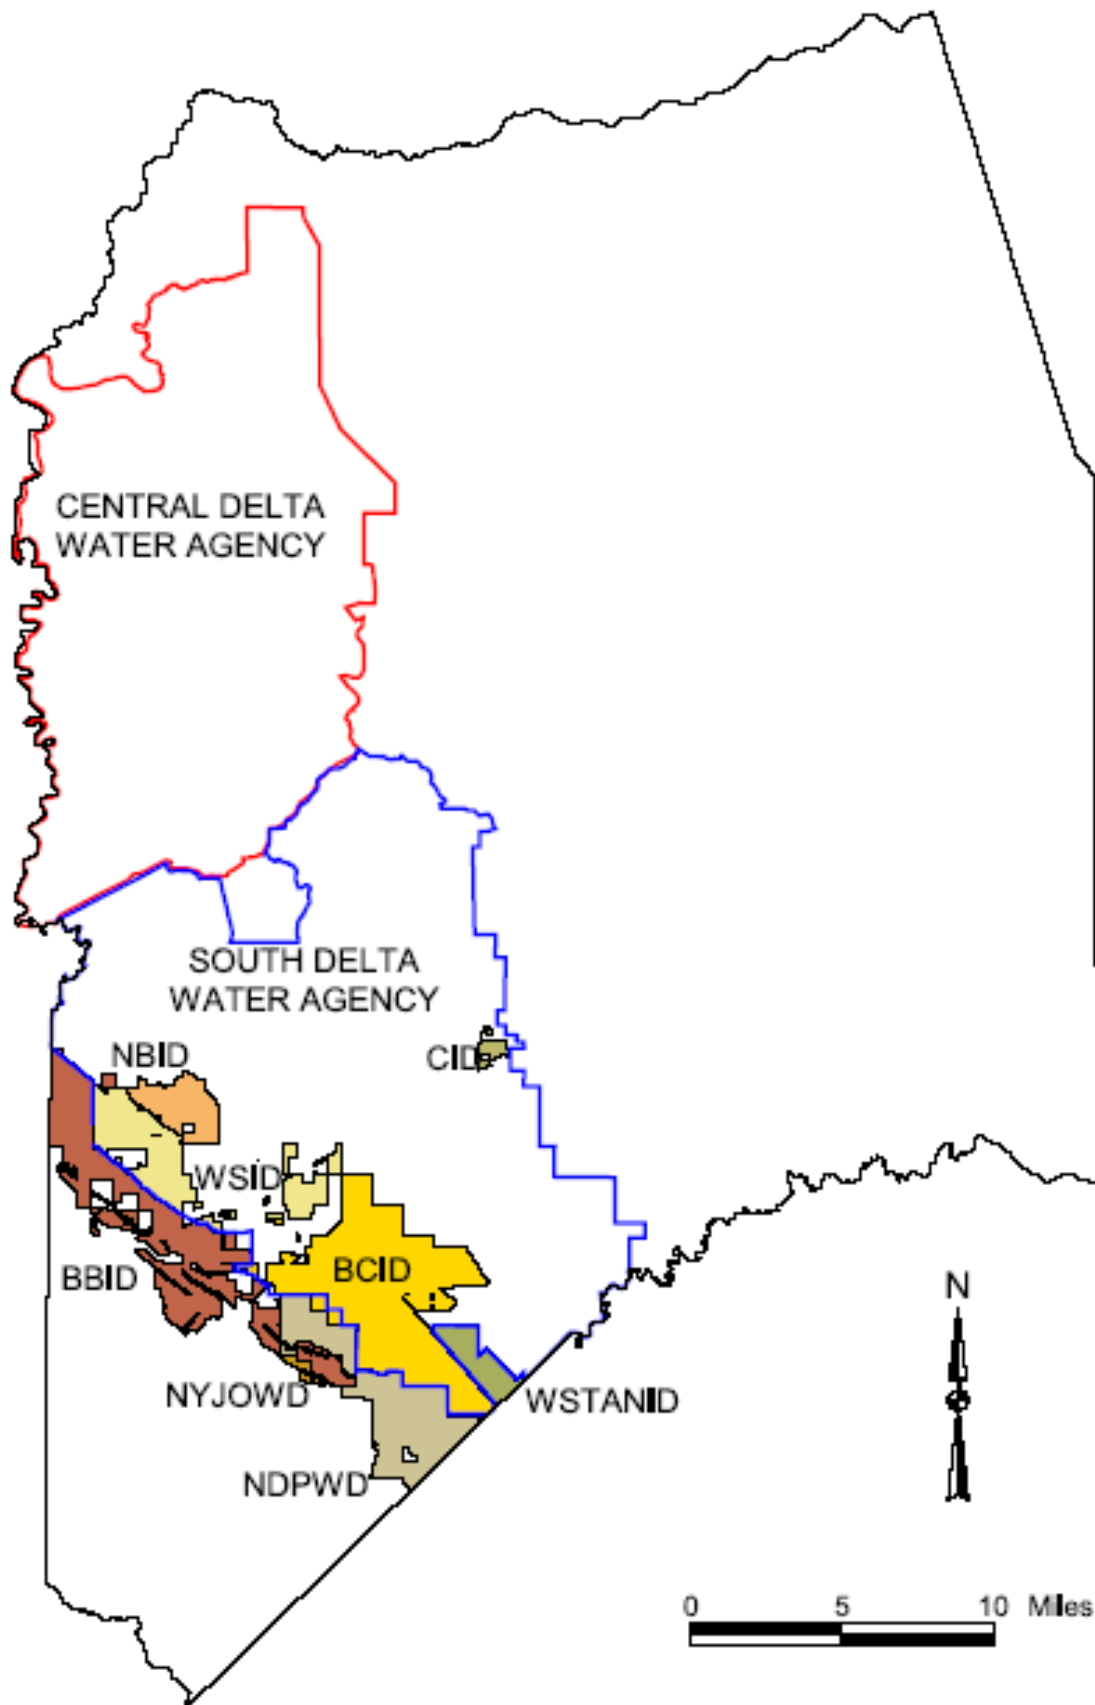 CENTRAL DELTA
WATER AGENCY
SOUTH DELTA
WATER AGENCY
CID
NBID
WSID
BBID
BCID
N
NYJOWD
WSTANID
NDPWD
0 5 10 Miles